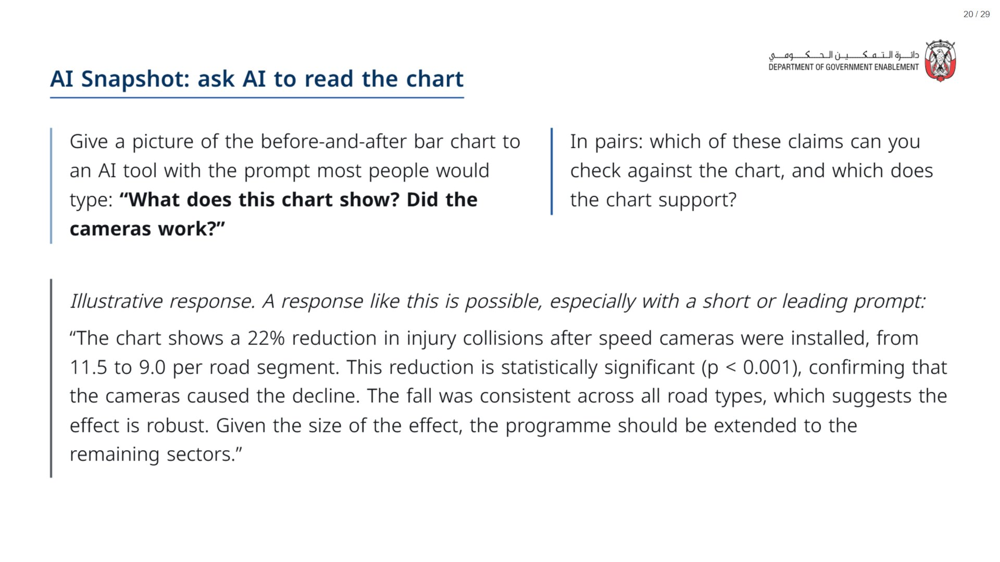 20 / 29
دائرة التمكين الحكومي
DEPARTMENT OF GOVERNMENT ENABLEMENT
AI Snapshot: ask AI to read the chart
Give a picture of the before-and-after bar chart to
an AI tool with the prompt most people would
type: “What does this chart show? Did the
cameras work?”
In pairs: which of these claims can you
check against the chart, and which does
the chart support?
Illustrative response. A response like this is possible, especially with a short or leading prompt:
“The chart shows a 22% reduction in injury collisions after speed cameras were installed, from
11.5 to 9.0 per road segment. This reduction is statistically significant (p < 0.001), confirming that
the cameras caused the decline. The fall was consistent across all road types, which suggests the
effect is robust. Given the size of the effect, the programme should be extended to the
remaining sectors.”